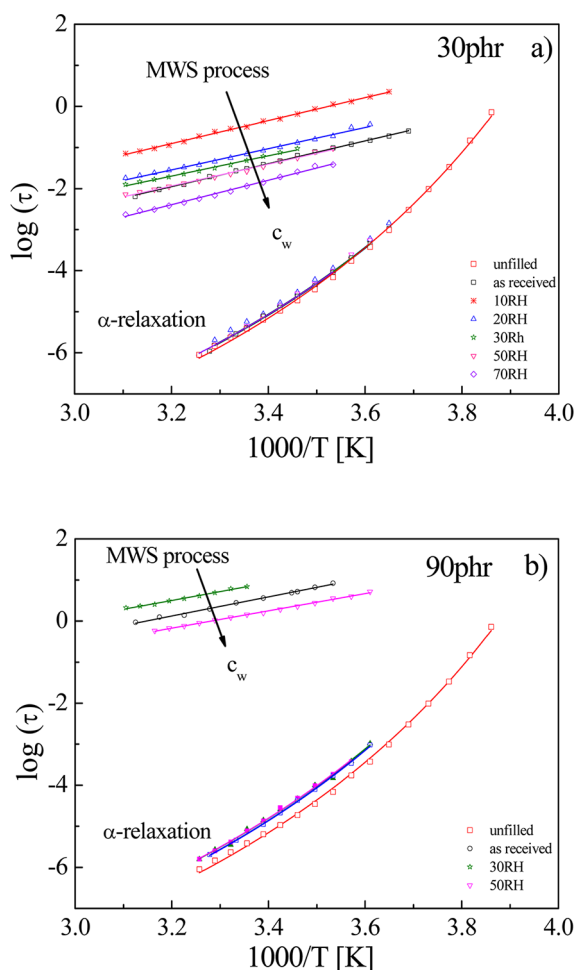 30phr a)
MWS process
c_w
α-relaxation
unfilled
as received
10RH
20RH
30Rh
50RH
70RH
log (τ)
2
0
-2
-4
-6
3.0 3.2 3.4 3.6 3.8 4.0
1000/T [K]
90phr b)
MWS process
c_w
α-relaxation
unfilled
as received
30RH
50RH
log (τ)
2
0
-2
-4
-6
3.0 3.2 3.4 3.6 3.8 4.0
1000/T [K]